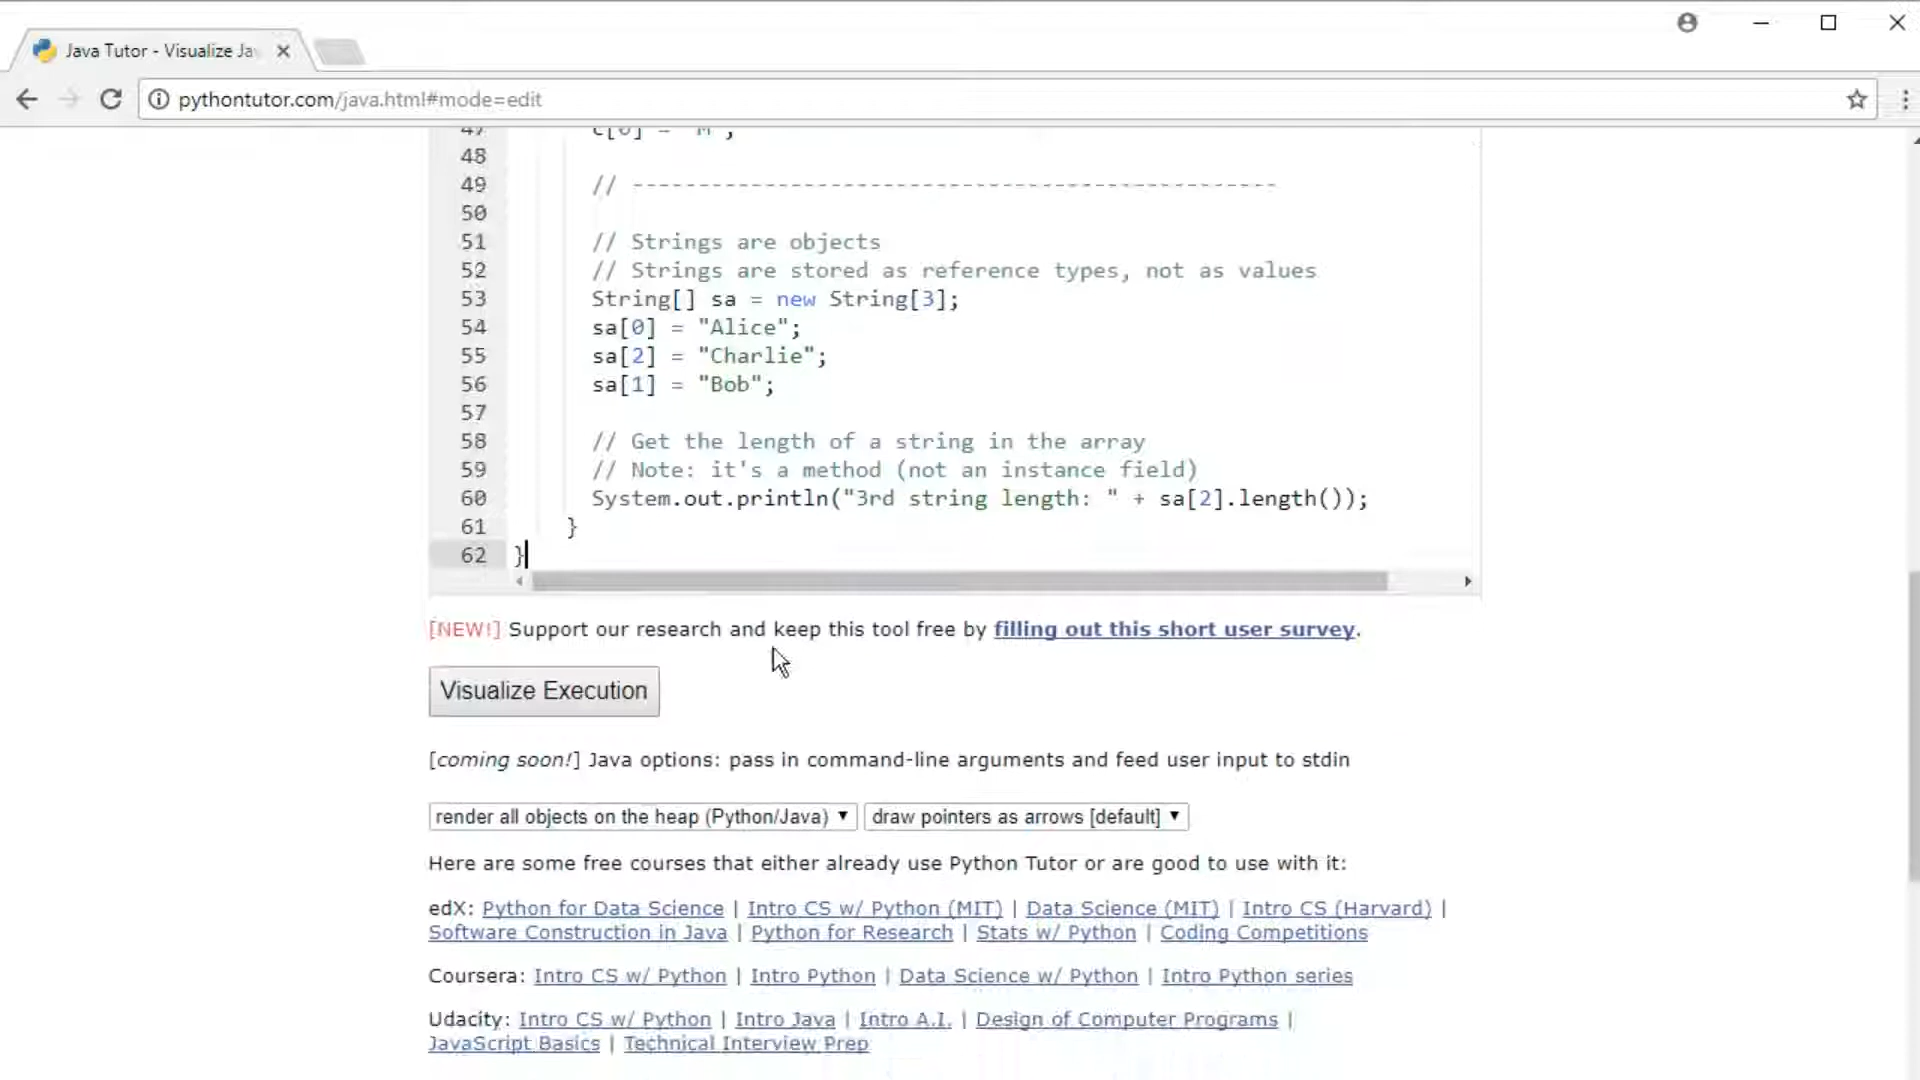 Java Tutor - Visualize Ja
pythontutor.com/java.html#mode=edit
47 c[0] = 'M';
48
49 // -------------------------------------------------
50
51 // Strings are objects
52 // Strings are stored as reference types, not as values
53 String[] sa = new String[3];
54 sa[0] = "Alice";
55 sa[2] = "Charlie";
56 sa[1] = "Bob";
57
58 // Get the length of a string in the array
59 // Note: it's a method (not an instance field)
60 System.out.println("3rd string length: " + sa[2].length());
61 }
62 }
[NEW!] Support our research and keep this tool free by filling out this short user survey.
Visualize Execution
[coming soon!] Java options: pass in command-line arguments and feed user input to stdin
render all objects on the heap (Python/Java) draw pointers as arrows [default]
Here are some free courses that either already use Python Tutor or are good to use with it:
edX: Python for Data Science | Intro CS w/ Python (MIT) | Data Science (MIT) | Intro CS (Harvard) |
Software Construction in Java | Python for Research | Stats w/ Python | Coding Competitions
Coursera: Intro CS w/ Python | Intro Python | Data Science w/ Python | Intro Python series
Udacity: Intro CS w/ Python | Intro Java | Intro A.I. | Design of Computer Programs |
JavaScript Basics | Technical Interview Prep